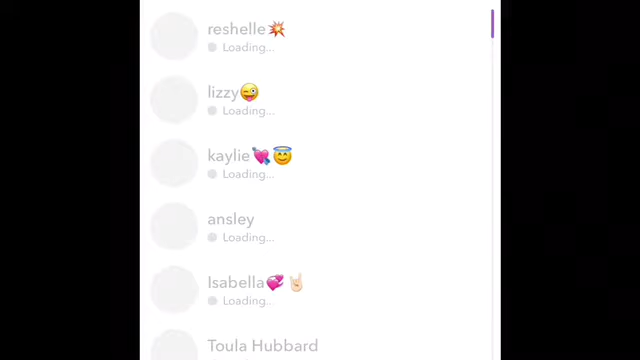 reshelle💥
Loading...
lizzy😜
Loading...
kaylie💘😇
Loading...
ansley
Loading...
Isabella💞🤘🏻
Loading..
Toula Hubbard